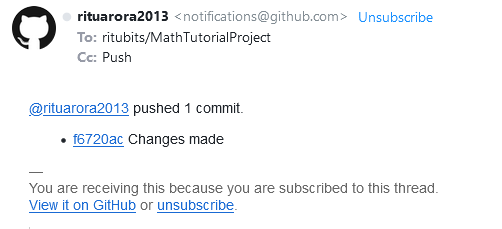 rituarora2013 <notifications@github.com> Unsubscribe
To: ritubits/MathTutorialProject
Cc: Push
@rituarora2013 pushed 1 commit.
• f6720ac Changes made
—
You are receiving this because you are subscribed to this thread.
View it on GitHub or unsubscribe.